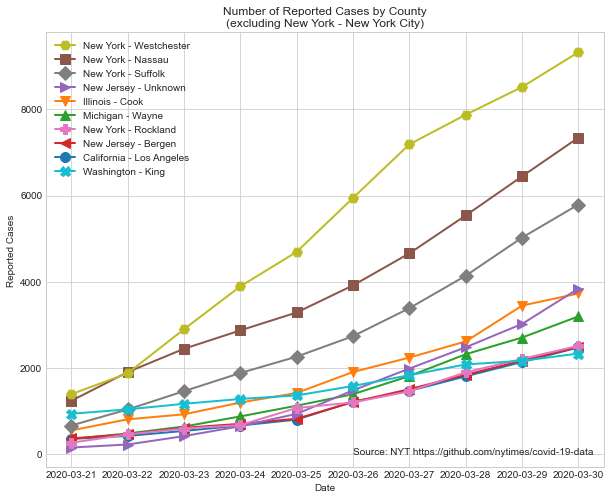 Number of Reported Cases by County
(excluding New York - New York City)
New York - Westchester
New York - Nassau
New York - Suffolk
New Jersey - Unknown
Illinois - Cook
Michigan - Wayne
New York - Rockland
New Jersey - Bergen
California - Los Angeles
Washington - King
Reported Cases
8000
6000
4000
2000
0
Source: NYT https://github.com/nytimes/covid-19-data
2020-03-21 2020-03-22 2020-03-23 2020-03-24 2020-03-25 2020-03-26 2020-03-27 2020-03-28 2020-03-29 2020-03-30
Date